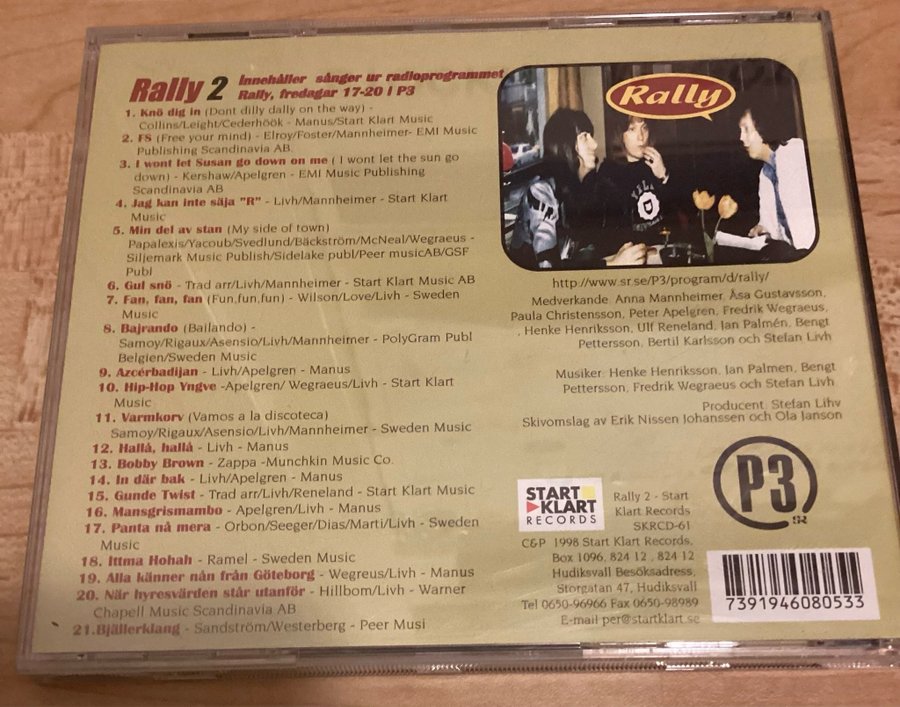 Rally 2 Innehåller sånger ur radioprogrammet
Rally, fredagar 17-20 i P3
1. Knö dig in (Dont dilly dally on the way) -
Collins/Leight/Cederhöök - Manus/Start Klart Music
2. FS (Free your mind) - Elroy/Foster/Mannheimer- EMI Music
Publishing Scandinavia AB.
3. I wont let Susan go down on me ( I wont let the sun go
down) - Kershaw/Apelgren - EMI Music Publishing
Scandinavia AB
4. Jag kan inte säja "R" - Livh/Mannheimer - Start Klart
Music
5. Min del av stan (My side of town)
Papalexis/Yacoub/Svedlund/Bäckström/McNeal/Wegraeus -
Siljemark Music Publish/Sidelake publ/Peer musicAB/GSF
Publ
6. Gul snö - Trad arr/Livh/Mannheimer - Start Klart Music AB
7. Fan, fan, fan (Fun,fun,fun) - Wilson/Love/Livh - Sweden
Music
8. Bajrando (Bailando) -
Samoy/Rigaux/Asensio/Livh/Mannheimer - PolyGram Publ
Belgien/Sweden Music
9. Azcérbadijan - Livh/Apelgren - Manus
10. Hip-Hop Yngve -Apelgren/ Wegraeus/Livh - Start Klart
Music
11. Varmkorv (Vamos a la discoteca)
Samoy/Rigaux/Asensio/Livh/Mannheimer - Sweden Music
12. Hallå, hallå - Livh - Manus
13. Bobby Brown - Zappa -Munchkin Music Co.
14. In där bak - Livh/Apelgren - Manus
15. Gunde Twist - Trad arr/Livh/Reneland - Start Klart Music
16. Mansgrismambo - Apelgren/Livh - Manus
17. Panta nå mera - Orbon/Seeger/Dias/Marti/Livh - Sweden
Music
18. Ittma Hohah - Ramel - Sweden Music
19. Alla känner nån från Göteborg - Wegreus/Livh - Manus
20. När hyresvärden står utanför - Hillbom/Livh - Warner
Chapell Music Scandinavia AB
21.Bjällerklang - Sandström/Westerberg - Peer Musi
Rally
D
http://www.sr.se/P3/program/d/rally/
Medverkande: Anna Mannheimer, Åsa Gustavsson,
Paula Christensson, Peter Apelgren, Fredrik Wegraeus,
Henke Henriksson, Ulf Reneland, Jan Palmén, Bengt
Pettersson, Bertil Karlsson och Stefan Livh
Musiker: Henke Henriksson, Jan Palmen, Bengt
Pettersson, Fredrik Wegraeus och Stefan Livh
Producent: Stefan Lihv
Skivomslag av Erik Nissen Johanssen och Ola Janson
P3
SR
START
KLART
RECORDS
Rally 2 - Start
Klart Records
SKRCD-61
C&P 1998 Start Klart Records,
Box 1096, 824 12 , 824 12
Hudiksvall Besöksadress,
Storgatan 47, Hudiksvall
Tel 0650-96966 Fax 0650-98989
E-mail per@startklart.se
7391946080533